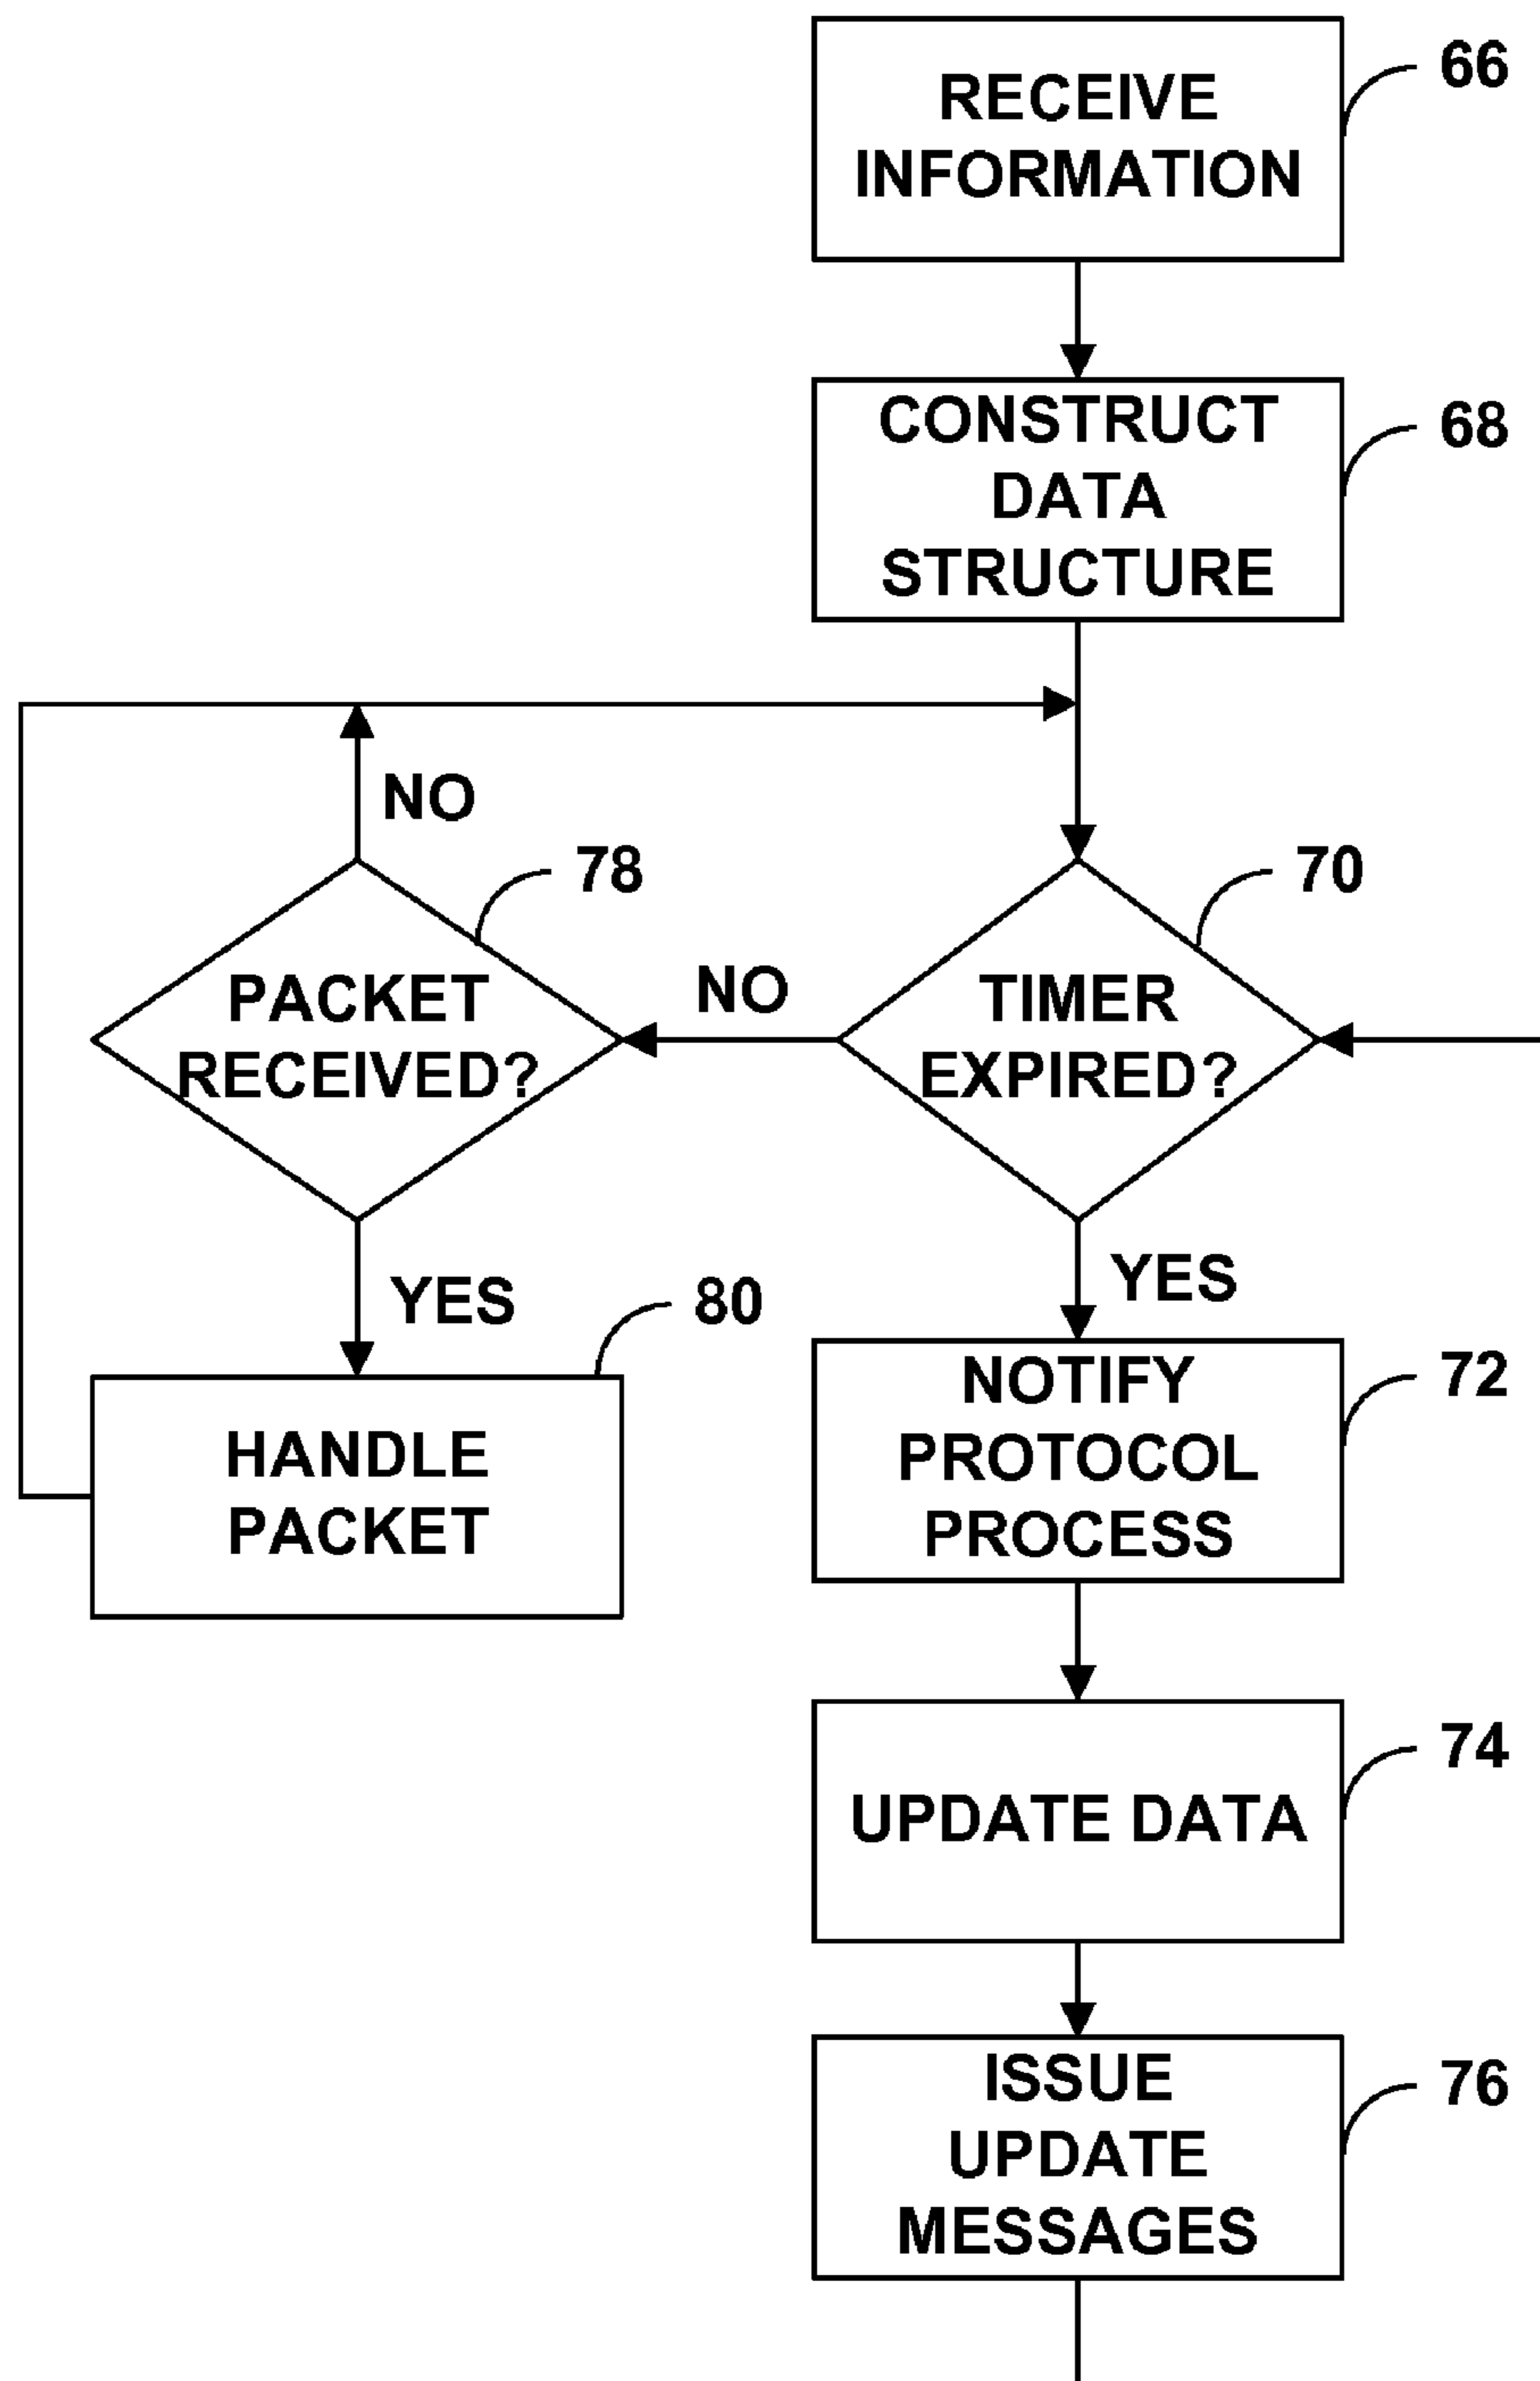 RECEIVE
INFORMATION
66
CONSTRUCT
DATA
STRUCTURE
68
NO
78
70
PACKET
RECEIVED?
NO
TIMER
EXPIRED?
YES
80
YES
HANDLE
PACKET
NOTIFY
PROTOCOL
PROCESS
72
UPDATE DATA
74
ISSUE
UPDATE
MESSAGES
76